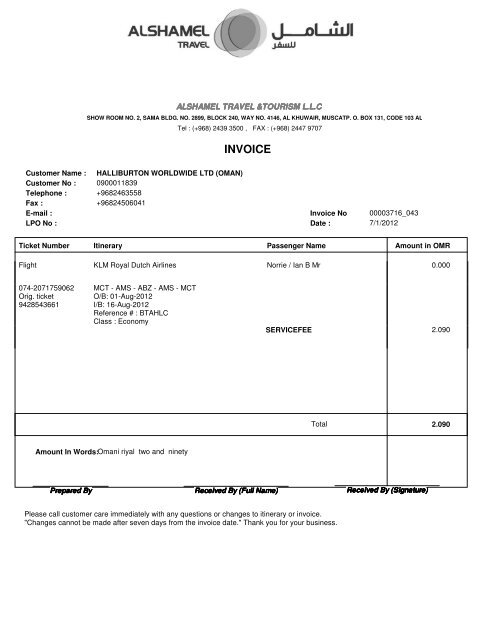 ALSHAMEL الشامل
TRAVEL للسفر
ALSHAMEL TRAVEL &TOURISM L.L.C
SHOW ROOM NO. 2, SAMA BLDG. NO. 2899, BLOCK 240, WAY NO. 4146, AL KHUWAIR, MUSCATP. O. BOX 131, CODE 103 AL
Tel : (+968) 2439 3500 , FAX : (+968) 2447 9707
INVOICE
Customer Name : HALLIBURTON WORLDWIDE LTD (OMAN)
Customer No : 0900011839
Telephone : +9682463558
Fax : +96824506041
E-mail : Invoice No 00003716_043
LPO No : Date : 7/1/2012
Ticket Number Itinerary Passenger Name Amount in OMR
Flight KLM Royal Dutch Airlines Norrie / Ian B Mr 0.000
074-2071759062 MCT - AMS - ABZ - AMS - MCT
Orig. ticket O/B: 01-Aug-2012
9428543661 I/B: 16-Aug-2012
Reference # : BTAHLC
Class : Economy
SERVICEFEE 2.090
Total 2.090
Amount In Words:Omani riyal two and ninety
Prepared By Received By (Full Name) Received By (Signature)
Please call customer care immediately with any questions or changes to itinerary or invoice.
"Changes cannot be made after seven days from the invoice date." Thank you for your business.